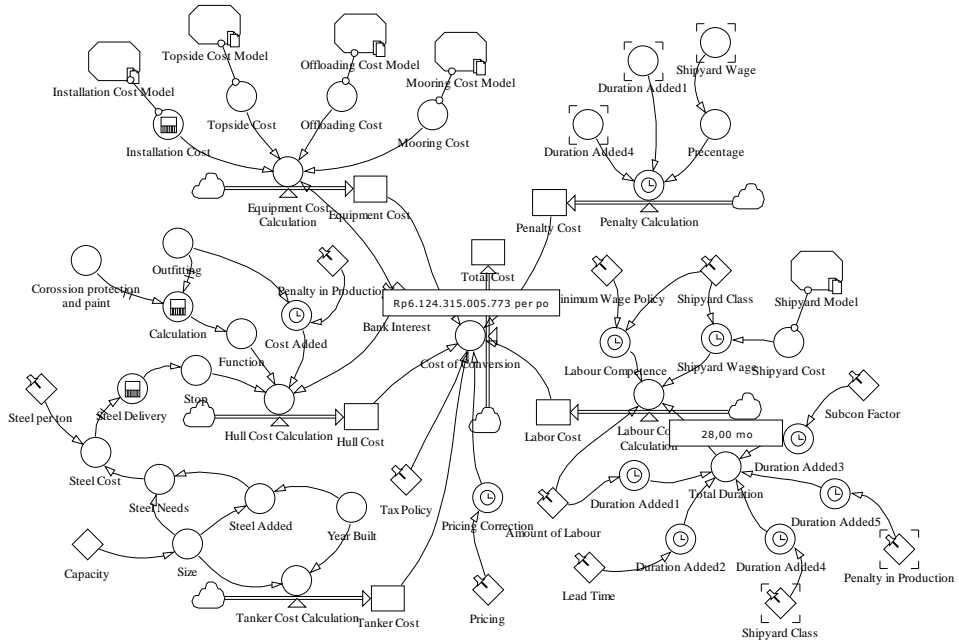 Installation Cost Model
Topside Cost Model
Offloading Cost Model
Mooring Cost Model
Installation Cost
Topside Cost
Offloading Cost
Mooring Cost
Equipment Cost
Calculation
Equipment Cost
Duration Added1
Shipyard Wage
Duration Added4
Precentage
Penalty Cost
Penalty Calculation
Total Cost
Corossion protection
and paint
Outfitting
Penalty in Production
Calculation
Function
Cost Added
Bank Interest
Rp6.124.315.005.773 per po
Cost of Conversion
inimum Wage Policy
Shipyard Class
Shipyard Model
Labour Competence
Shipyard Wage
Shipyard Cost
Steel per ton
Steel Delivery
Stop
Hull Cost Calculation
Hull Cost
Labor Cost
Labour Co
Calculation
28,00 mo
Subcon Factor
Steel Cost
Steel Needs
Steel Added
Year Built
Tax Policy
Pricing Correction
Amount of Labour
Duration Added1
Total Duration
Duration Added3
Duration Added5
Capacity
Size
Tanker Cost Calculation
Tanker Cost
Pricing
Lead Time
Duration Added2
Duration Added4
Penalty in Production
Shipyard Class